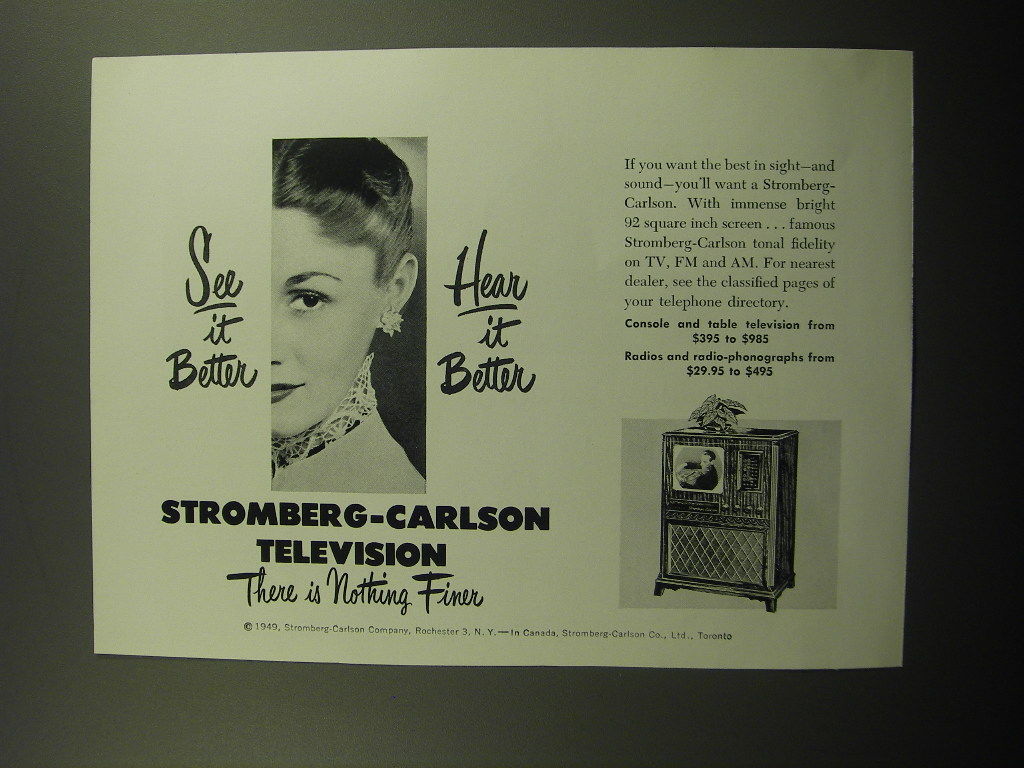 See
it
Better
Hear
it
Better
STROMBERG-CARLSON
TELEVISION
There is Nothing Finer
If you want the best in sight—and
sound—you'll want a Stromberg-
Carlson. With immense bright
92 square inch screen . . . famous
Stromberg-Carlson tonal fidelity
on TV, FM and AM. For nearest
dealer, see the classified pages of
your telephone directory.
Console and table television from
$395 to $985
Radios and radio-phonographs from
$29.95 to $495
© 1949, Stromberg-Carlson Company, Rochester 3, N. Y.—In Canada, Stromberg-Carlson Co., Ltd., Toronto